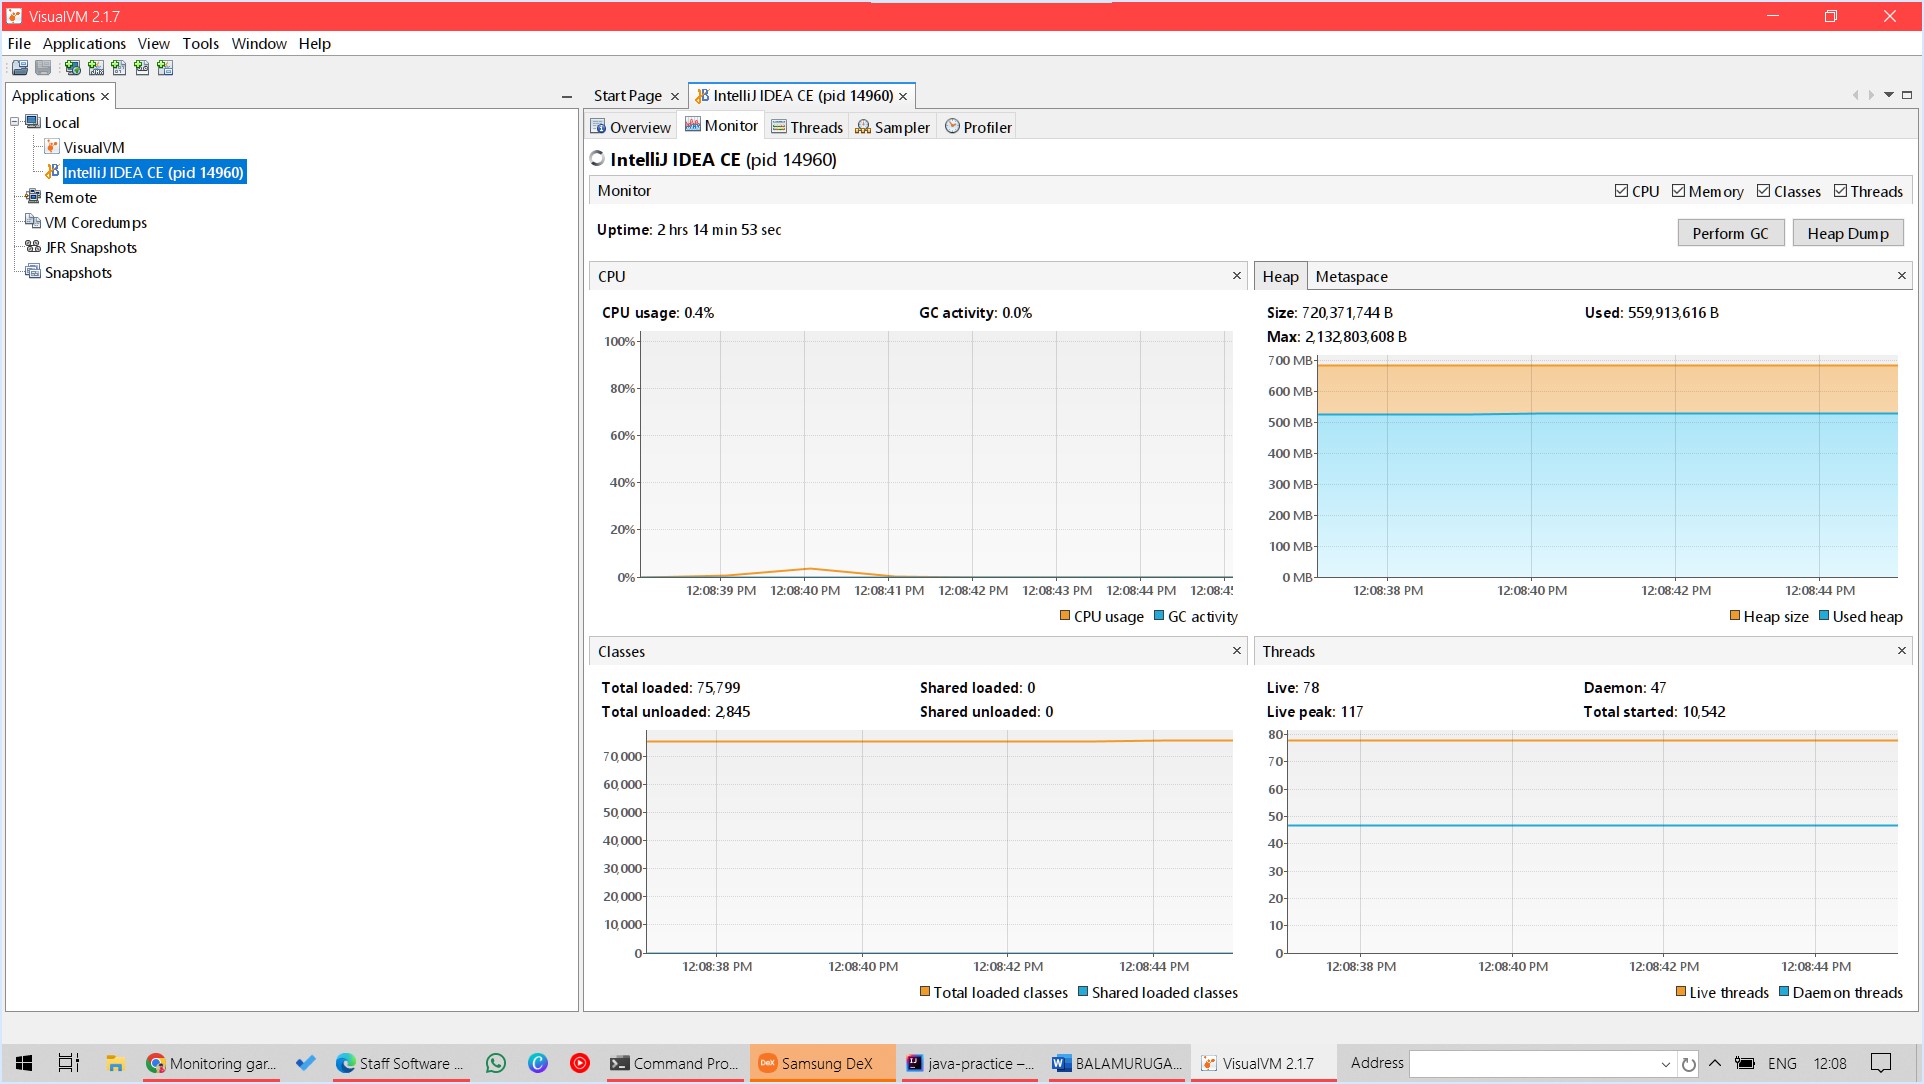 VisualVM 2.1.7
File Applications View Tools Window Help
Applications
Start Page
IntelliJ IDEA CE (pid 14960)
Local
VisualVM
IntelliJ IDEA CE (pid 14960)
Remote
VM Coredumps
JFR Snapshots
Snapshots
Overview Monitor Threads Sampler Profiler
IntelliJ IDEA CE (pid 14960)
Monitor
CPU Memory Classes Threads
Uptime: 2 hrs 14 min 53 sec
Perform GC Heap Dump
CPU
CPU usage: 0.4% GC activity: 0.0%
100%
80%
60%
40%
20%
0%
12:08:39 PM 12:08:40 PM 12:08:41 PM 12:08:42 PM 12:08:43 PM 12:08:44 PM 12:08:45
CPU usage GC activity
Heap Metaspace
Size: 720,371,744 B Used: 559,913,616 B
Max: 2,132,803,608 B
700 MB
600 MB
500 MB
400 MB
300 MB
200 MB
100 MB
0 MB
12:08:38 PM 12:08:40 PM 12:08:42 PM 12:08:44 PM
Heap size Used heap
Classes
Total loaded: 75,799 Shared loaded: 0
Total unloaded: 2,845 Shared unloaded: 0
70,000
60,000
50,000
40,000
30,000
20,000
10,000
0
12:08:38 PM 12:08:40 PM 12:08:42 PM 12:08:44 PM
Total loaded classes Shared loaded classes
Threads
Live: 78 Daemon: 47
Live peak: 117 Total started: 10,542
80
70
60
50
40
30
20
10
0
12:08:38 PM 12:08:40 PM 12:08:42 PM 12:08:44 PM
Live threads Daemon threads
Monitoring gar... Staff Software ... Command Pro... DeX Samsung DeX java-practice –... BALAMURUGA... VisualVM 2.1.7 Address ENG 12:08